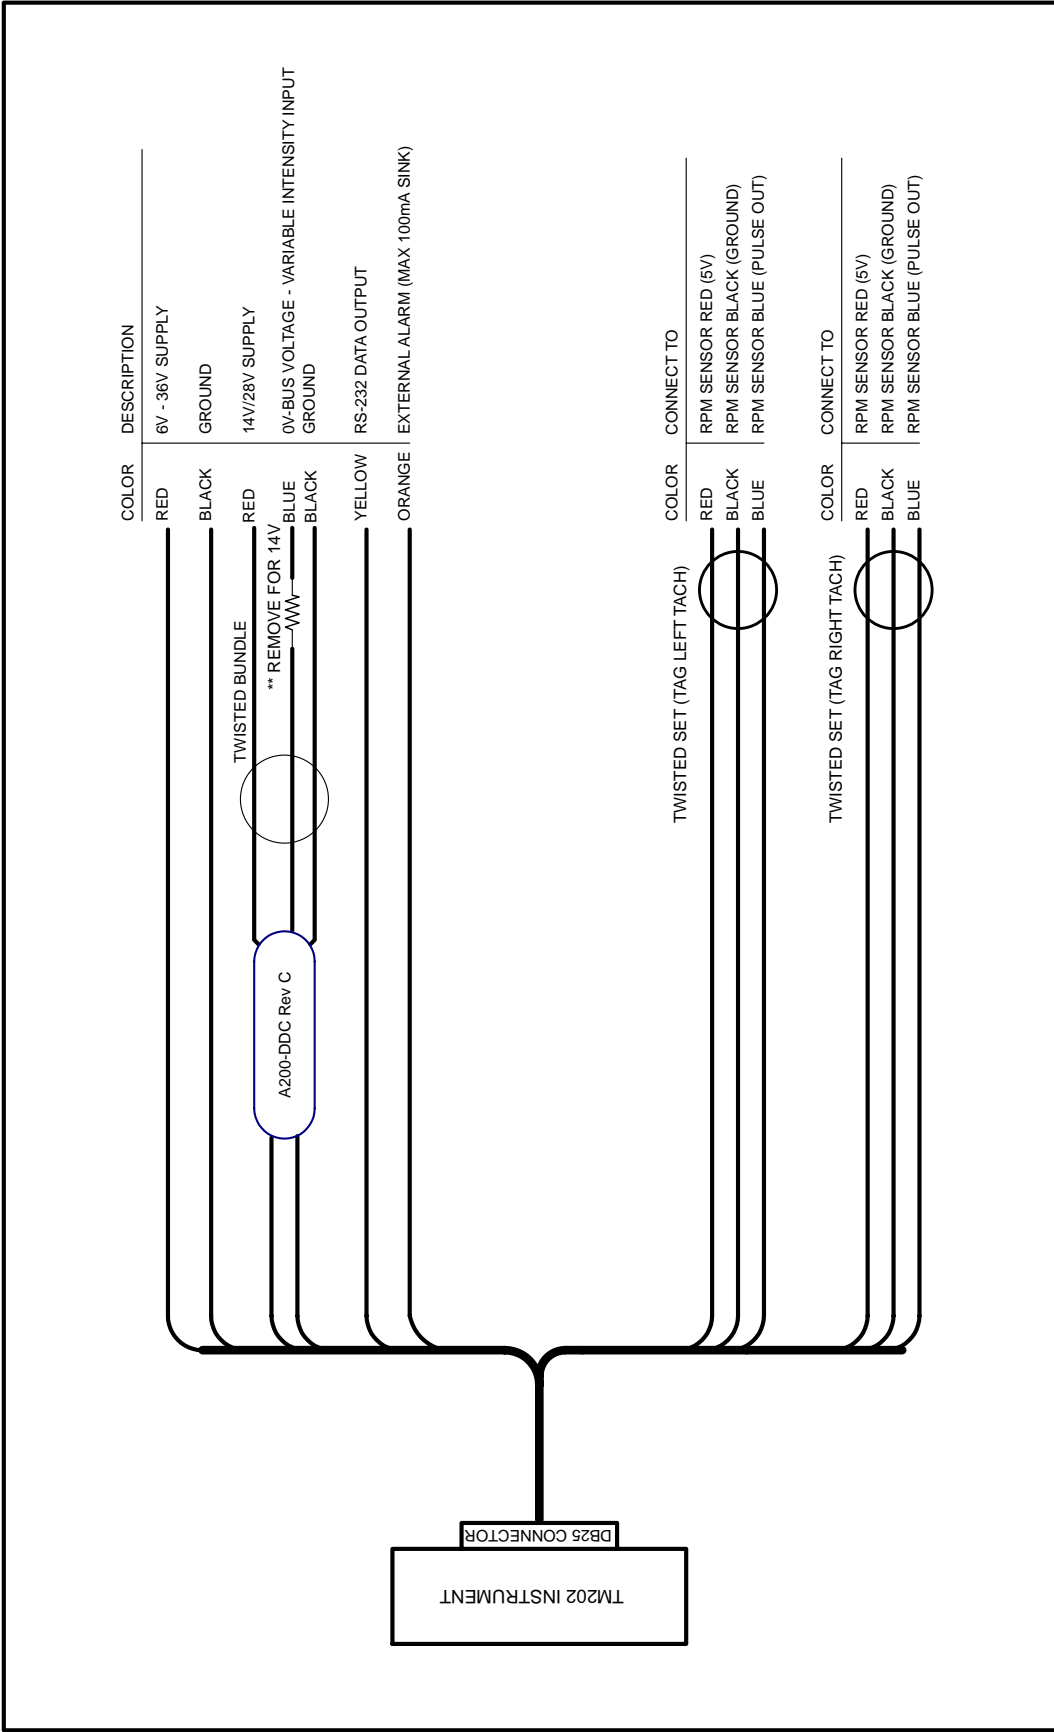 COLOR DESCRIPTION
RED 6V - 36V SUPPLY
BLACK GROUND
TWISTED BUNDLE
RED 14V/28V SUPPLY
** REMOVE FOR 14V
BLUE 0V-BUS VOLTAGE - VARIABLE INTENSITY INPUT
BLACK GROUND
A200-DDC Rev C
YELLOW RS-232 DATA OUTPUT
ORANGE EXTERNAL ALARM (MAX 100mA SINK)
TM202 INSTRUMENT
DB25 CONNECTOR
COLOR CONNECT TO
TWISTED SET (TAG LEFT TACH)
RED RPM SENSOR RED (5V)
BLACK RPM SENSOR BLACK (GROUND)
BLUE RPM SENSOR BLUE (PULSE OUT)
COLOR CONNECT TO
TWISTED SET (TAG RIGHT TACH)
RED RPM SENSOR RED (5V)
BLACK RPM SENSOR BLACK (GROUND)
BLUE RPM SENSOR BLUE (PULSE OUT)